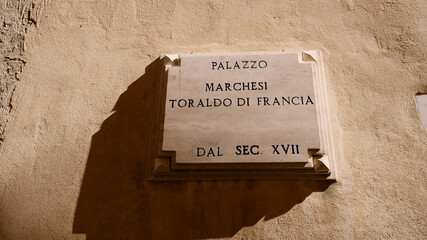 PALAZZO
MARCHESI
TORALDO DI FRANCIA
DAL SEC. XVII